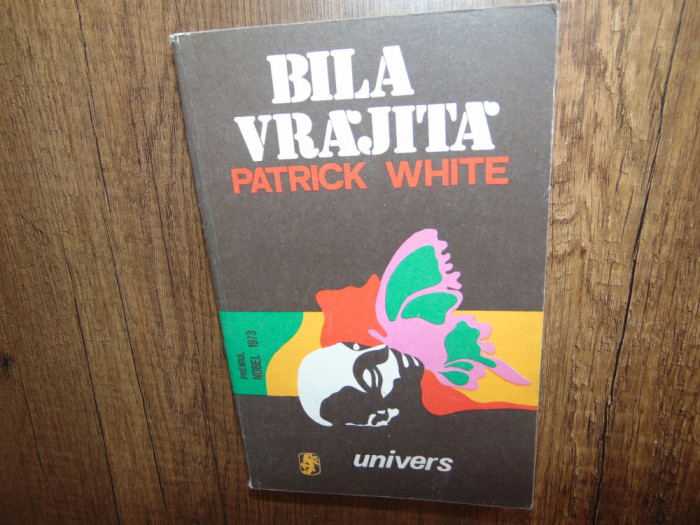 BILA
VRĂJITĂ
PATRICK WHITE
PREMIUL
NOBEL 1973
univers